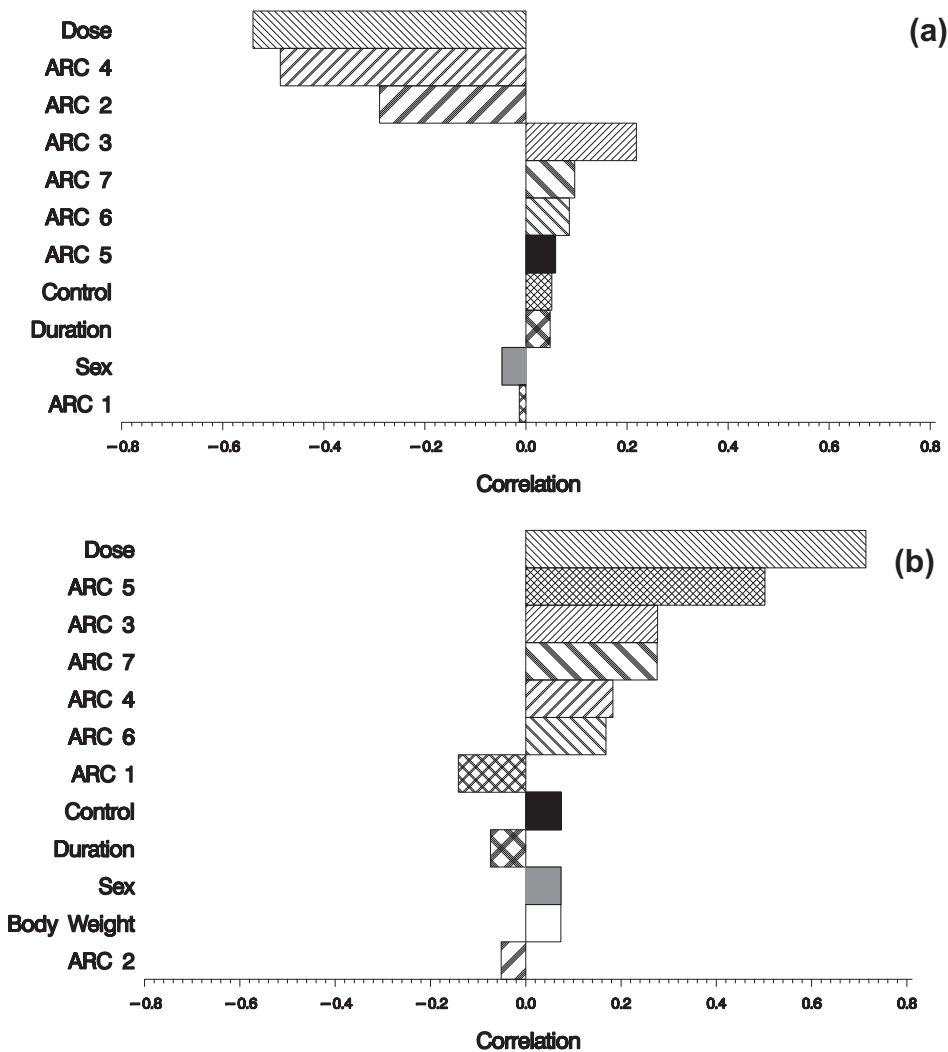 (a)
Dose
ARC 4
ARC 2
ARC 3
ARC 7
ARC 6
ARC 5
Control
Duration
Sex
ARC 1
−0.8 −0.6 −0.4 −0.2 0.0 0.2 0.4 0.6 0.8
Correlation
(b)
Dose
ARC 5
ARC 3
ARC 7
ARC 4
ARC 6
ARC 1
Control
Duration
Sex
Body Weight
ARC 2
−0.8 −0.6 −0.4 −0.2 0.0 0.2 0.4 0.6 0.8
Correlation